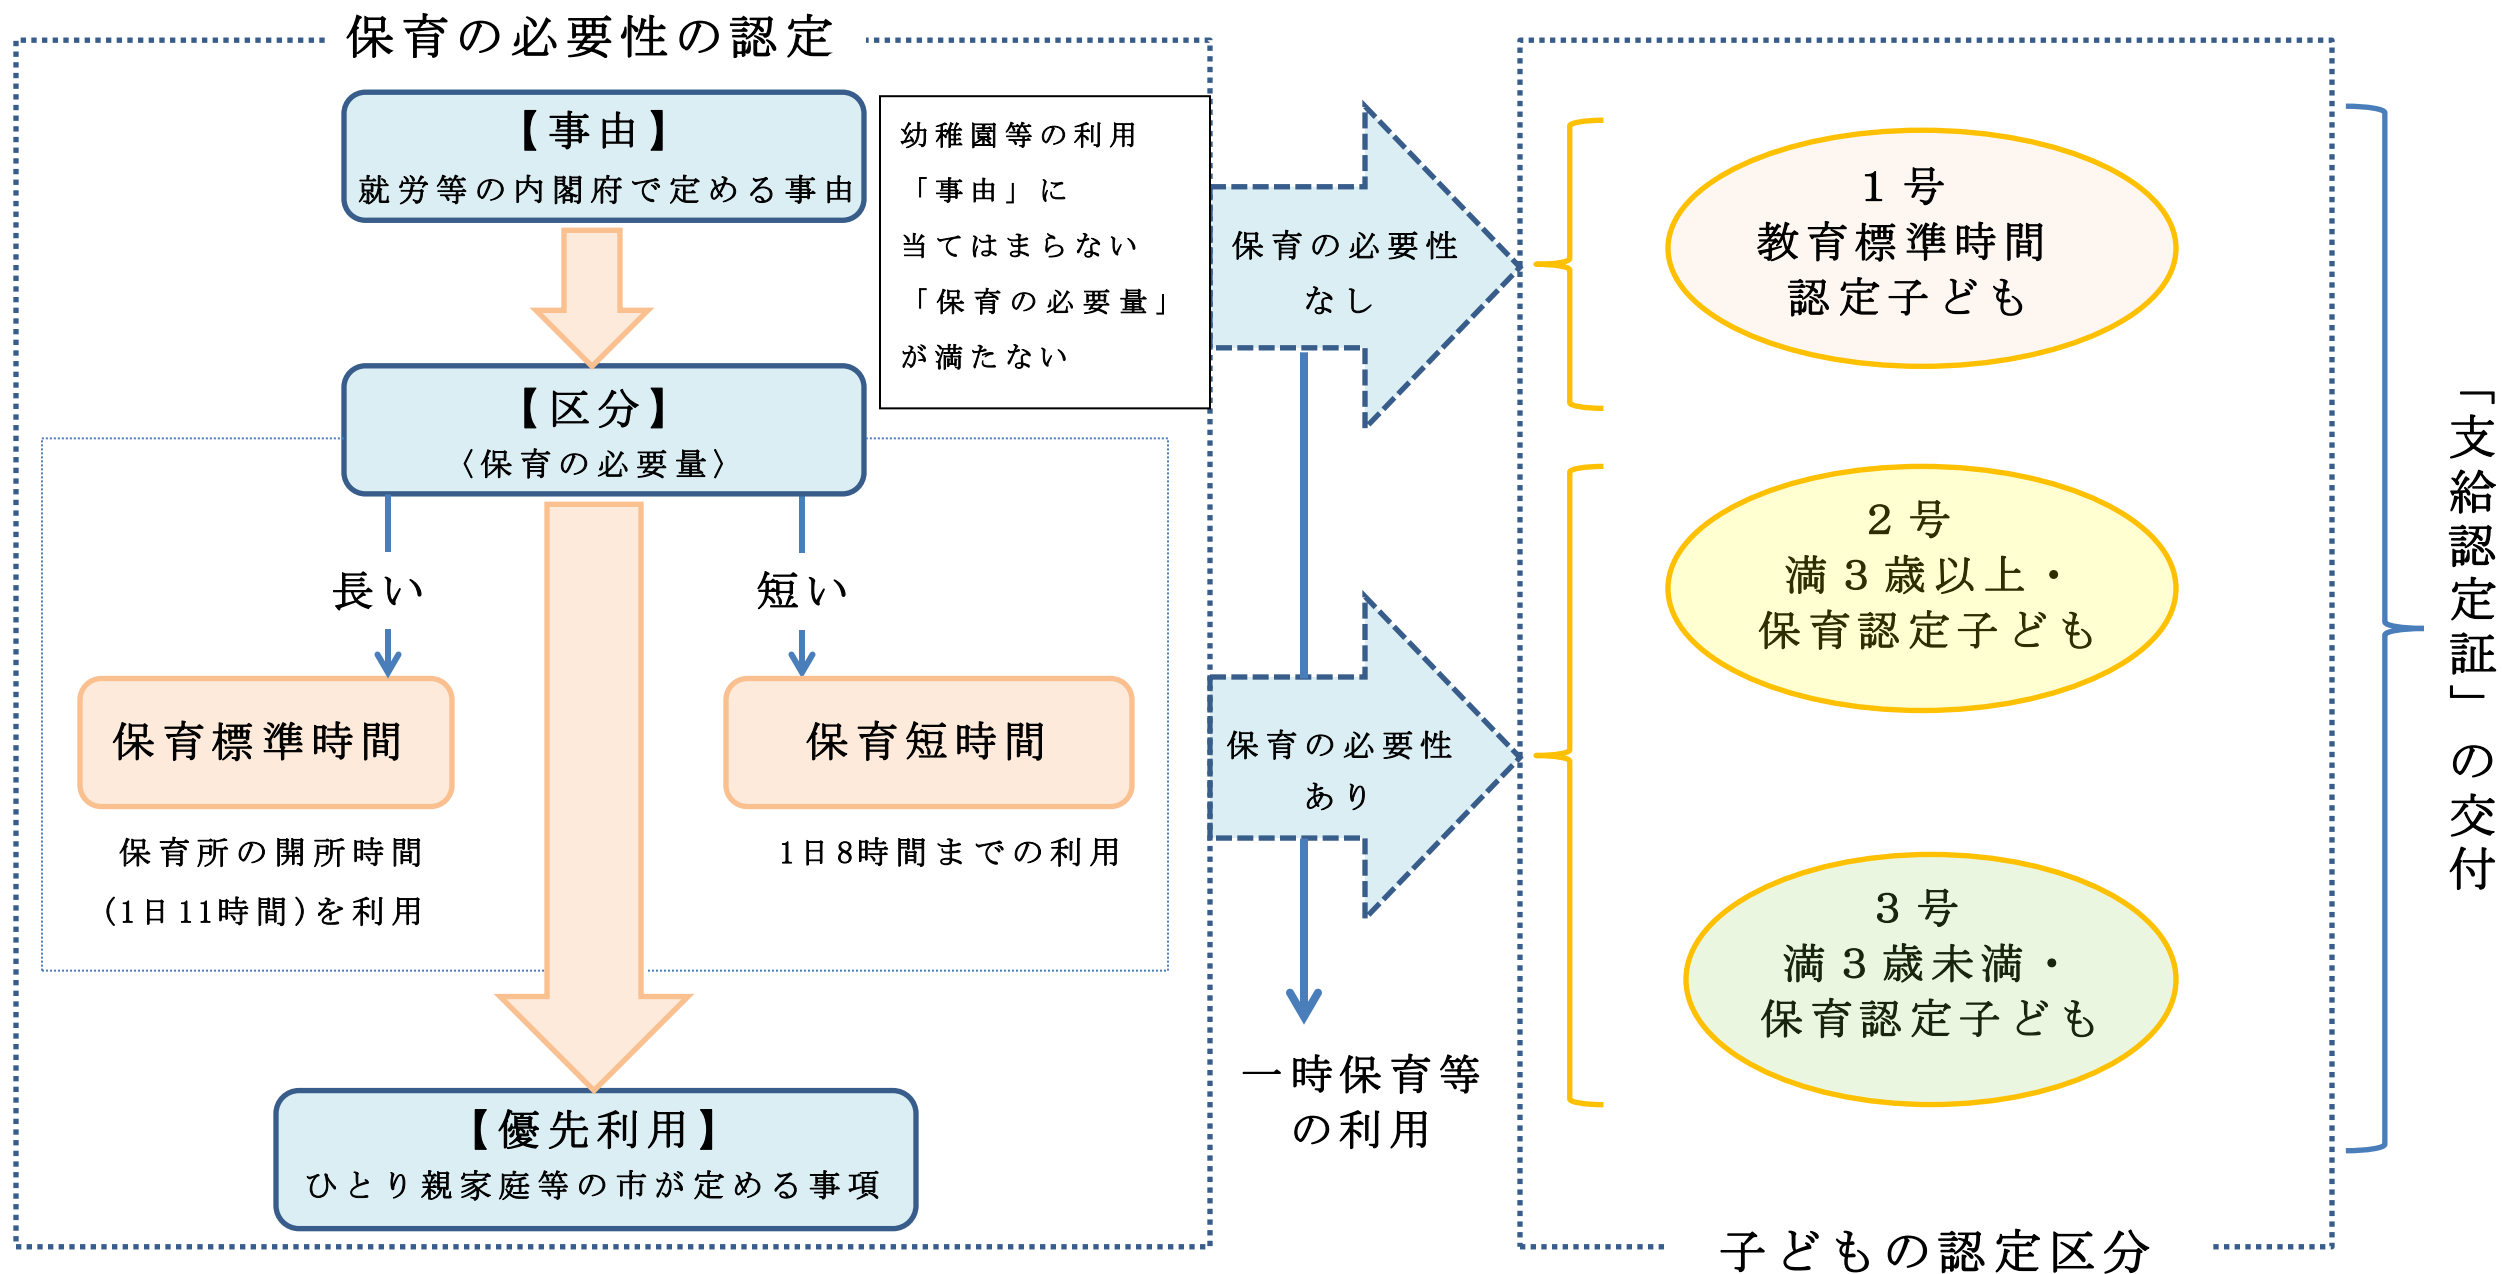 保育の必要性の認定
【事由】
就労等の内閣府で定める事由
幼稚園等の利用
「事由」に
当てはまらない
「保育の必要量」
が満たない
【区分】
〈保育の必要量〉
長い
短い
保育標準時間
保育短時間
保育所の開所時間
(1日11時間)を利用
1日8時間までの利用
【優先利用】
ひとり親家庭等の市が定める事項
保育の必要性
なし
保育の必要性
あり
一時保育等
の利用
1号
教育標準時間
認定子ども
2号
満3歳以上・
保育認定子ども
3号
満3歳未満・
保育認定子ども
子どもの認定区分
「支給認定証」の交付